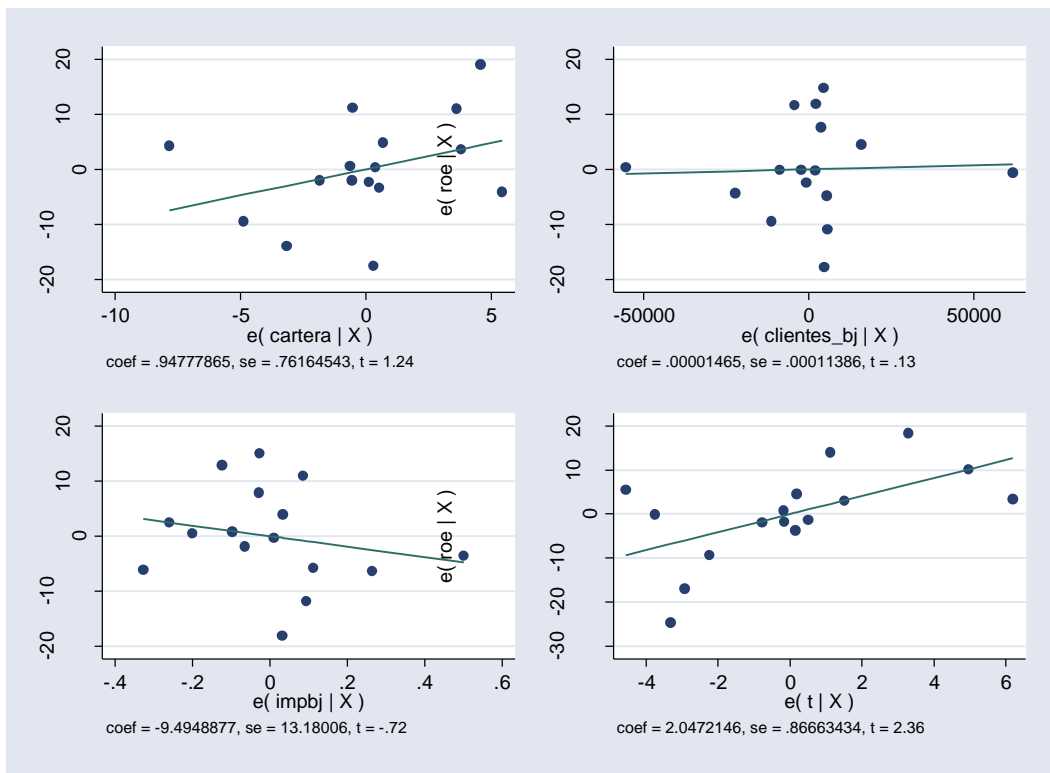 20
10
0
-10
-20
e( roe | X )
-10 -5 0 5
e( cartera | X )
coef = .94777865, se = .76164543, t = 1.24
20
10
0
-10
-20
-50000 0 50000
e( clientes_bj | X )
coef = .00001465, se = .00011386, t = .13
20
10
0
-10
-20
e( roe | X )
-.4 -.2 0 .2 .4 .6
e( impbj | X )
coef = -9.4948877, se = 13.18006, t = -.72
20
10
0
-10
-20
-30
-4 -2 0 2 4 6
e( t | X )
coef = 2.0472146, se = .86663434, t = 2.36